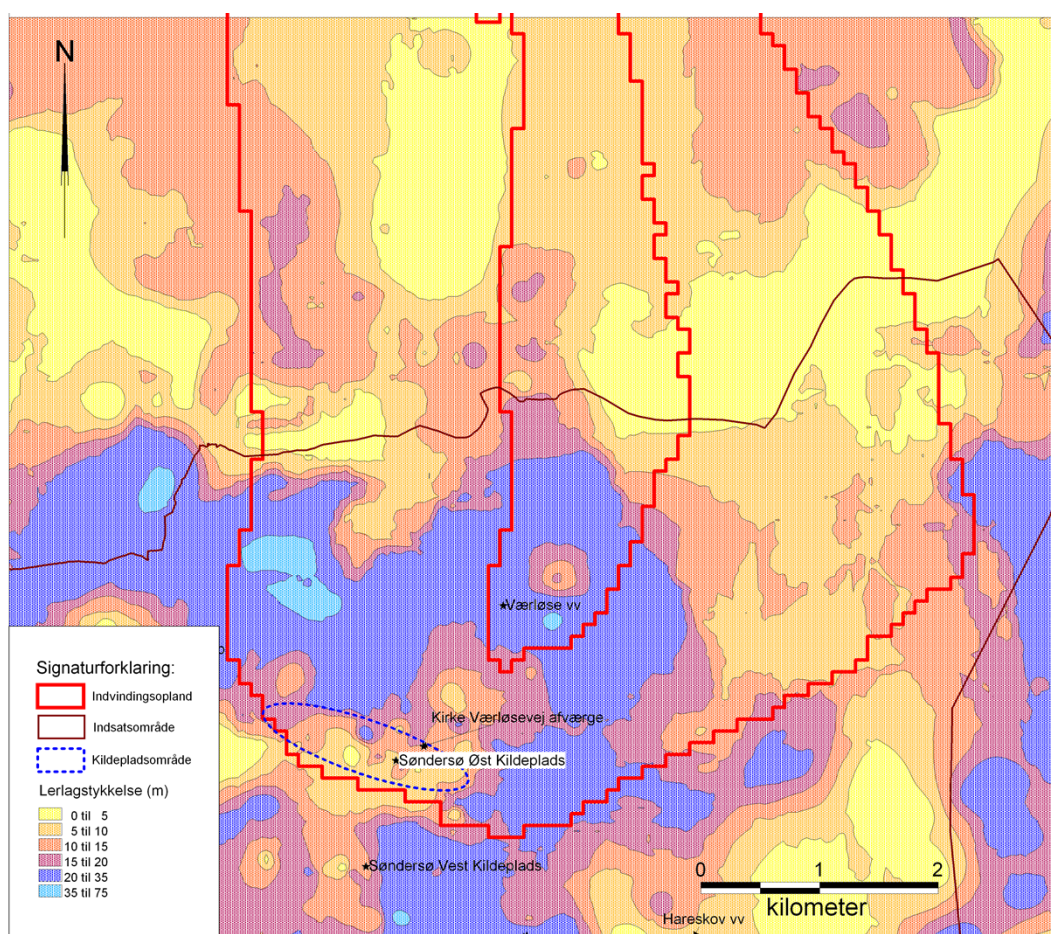 N
Værløse vv
Signaturforklaring:
Indvindingsopland
Indsatsområde
Kildepladsområde
Lerlagstykkelse (m)
0 til 5
5 til 10
10 til 15
15 til 20
20 til 35
35 til 75
Kirke Værløsevej afværge
Søndersø Øst Kildeplads
Søndersø Vest Kildeplads
0 1 2
kilometer
Hareskov vv